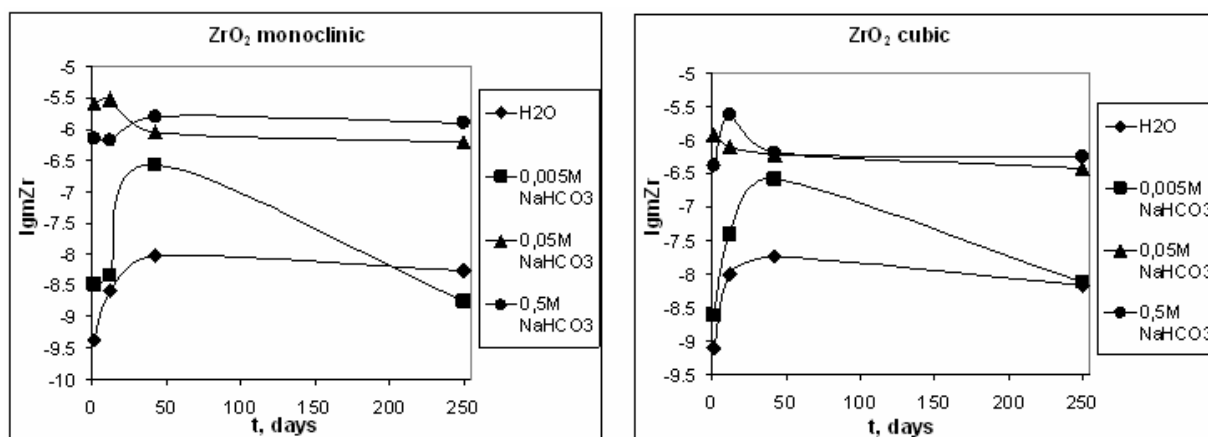 ZrO₂ monoclinic
-5
-5.5
-6
-6.5
-7
-7.5
-8
-8.5
-9
-9.5
-10
lgmZr
0
50
100
150
200
250
t, days
H2O
0,005M
NaHCO3
0,05M
NaHCO3
0,5M
NaHCO3
ZrO₂ cubic
-5
-5.5
-6
-6.5
-7
-7.5
-8
-8.5
-9
-9.5
lgmZr
0
50
100
150
200
250
t, days
H2O
0,005M
NaHCO3
0,05M
NaHCO3
0,5M
NaHCO3